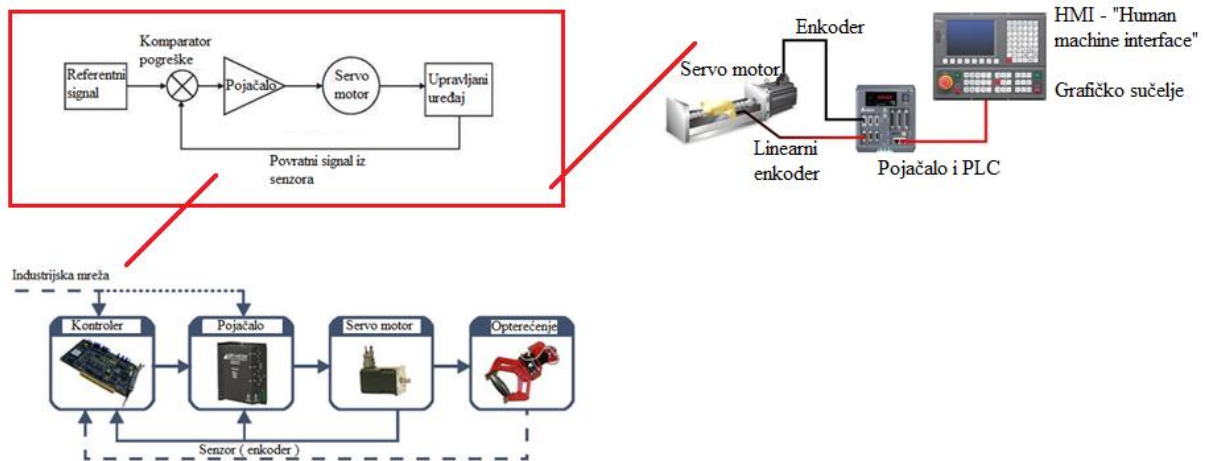 Komparator
pogreške
Referentni
signal
Pojačalo
Servo
motor
Upravljani
uređaj
Povratni signal iz
senzora
Enkoder
Servo motor
Linearni
enkoder
Pojačalo i PLC
HMI - "Human
machine interface"
Grafičko sučelje
Industrijska mreža
Kontroler
Pojačalo
Servo motor
Opterećenje
Senzor ( enkoder )